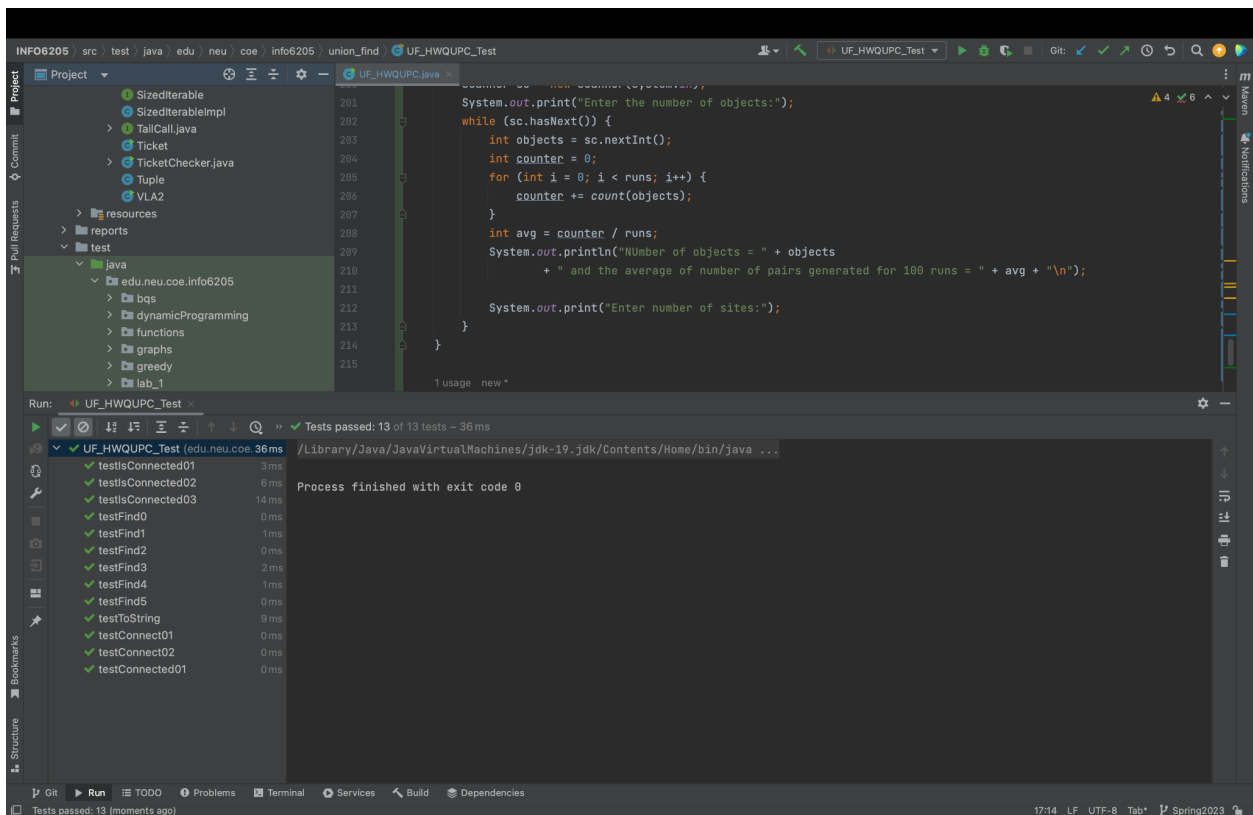 INFO6205 〉 src 〉 test 〉 java 〉 edu 〉 neu 〉 coe 〉 info6205 〉 union_find 〉 UF_HWQUPC_Test
UF_HWQUPC_Test
Git:
Project
UF_HWQUPC.java
SizedIterable
SizedIterableImpl
TailCall.java
Ticket
TicketChecker.java
Tuple
VLA2
resources
reports
test
java
edu.neu.coe.info6205
bqs
dynamicProgramming
functions
graphs
greedy
lab_1
4 6
201 System.out.print("Enter the number of objects:");
202 while (sc.hasNext()) {
203 int objects = sc.nextInt();
204 int counter = 0;
205 for (int i = 0; i < runs; i++) {
206 counter += count(objects);
207 }
208 int avg = counter / runs;
209 System.out.println("NUmber of objects = " + objects
210 + " and the average of number of pairs generated for 100 runs = " + avg + "\n");
211
212 System.out.print("Enter number of sites:");
213 }
214 }
215
1 usage new *
Run: UF_HWQUPC_Test
Tests passed: 13 of 13 tests – 36 ms
UF_HWQUPC_Test (edu.neu.coe. 36 ms
testIsConnected01 3 ms
testIsConnected02 6 ms
testIsConnected03 14 ms
testFind0 0 ms
testFind1 1 ms
testFind2 0 ms
testFind3 2 ms
testFind4 1 ms
testFind5 0 ms
testToString 9 ms
testConnect01 0 ms
testConnect02 0 ms
testConnected01 0 ms
/Library/Java/JavaVirtualMachines/jdk-19.jdk/Contents/Home/bin/java ...
Process finished with exit code 0
Project
Commit
Pull Requests
Bookmarks
Structure
Maven
Notifications
Git Run TODO Problems Terminal Services Build Dependencies
Tests passed: 13 (moments ago)
17:14 LF UTF-8 Tab* Spring2023